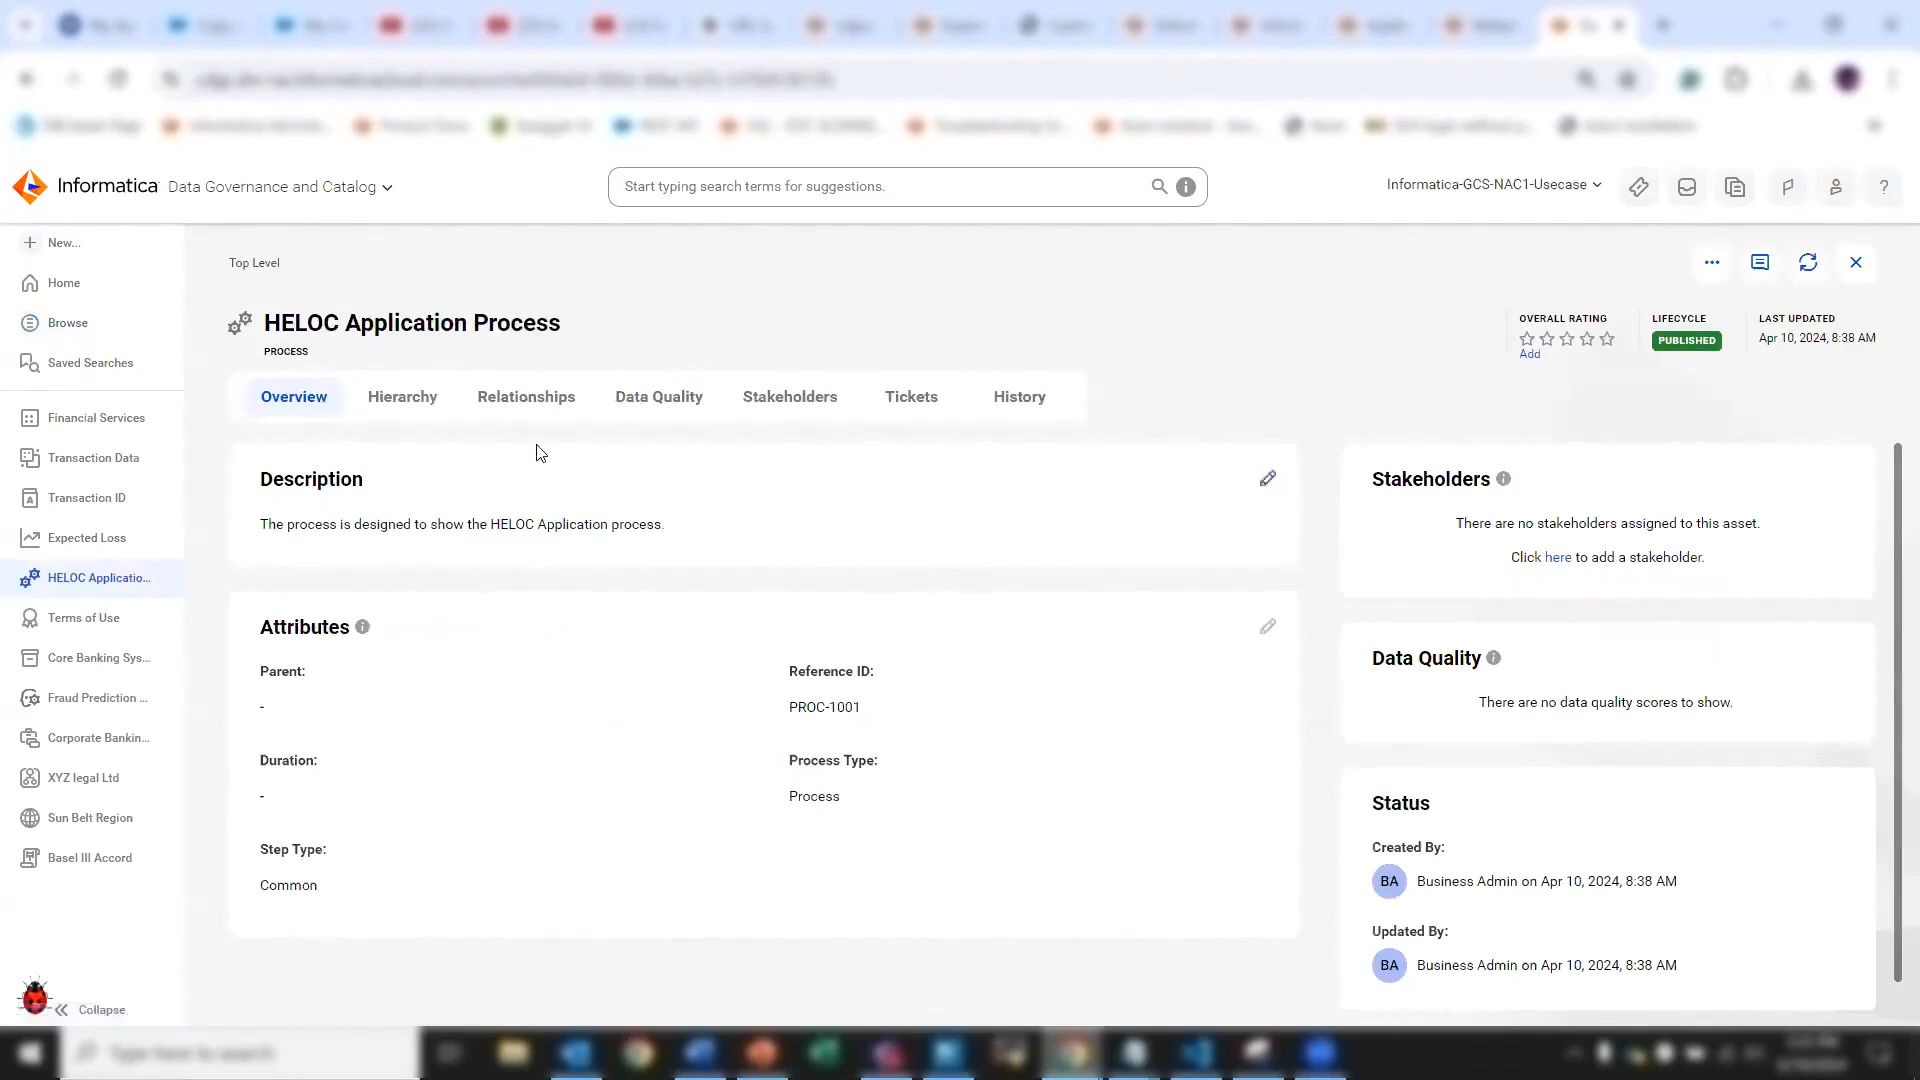 Informatica
Data Governance and Catalog
Start typing search terms for suggestions.
Informatica-GCS-NAC1-Usecase
New...
Home
Browse
Saved Searches
Financial Services
Transaction Data
Transaction ID
Expected Loss
HELOC Applicatio...
Terms of Use
Core Banking Sys...
Fraud Prediction ...
Corporate Bankin...
XYZ legal Ltd
Sun Belt Region
Basel III Accord
Collapse
Top Level
HELOC Application Process
PROCESS
OVERALL RATING
Add
LIFECYCLE
PUBLISHED
LAST UPDATED
Apr 10, 2024, 8:38 AM
Overview
Hierarchy
Relationships
Data Quality
Stakeholders
Tickets
History
Description
The process is designed to show the HELOC Application process.
Attributes
Parent:
-
Reference ID:
PROC-1001
Duration:
-
Process Type:
Process
Step Type:
Common
Stakeholders
There are no stakeholders assigned to this asset.
Click here to add a stakeholder.
Data Quality
There are no data quality scores to show.
Status
Created By:
BA
Business Admin on Apr 10, 2024, 8:38 AM
Updated By:
BA
Business Admin on Apr 10, 2024, 8:38 AM
Type here to search